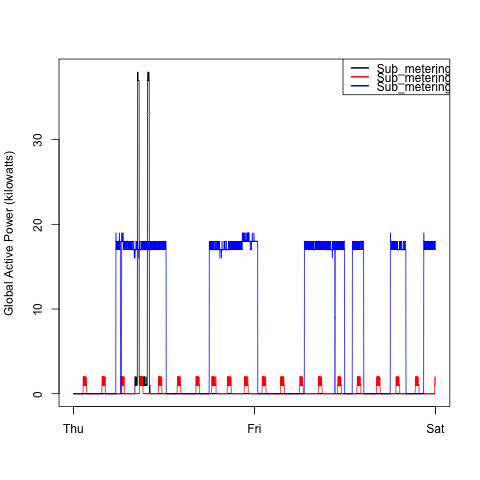 Sub_metering
Sub_metering
Sub_metering
Global Active Power (kilowatts)
30
20
10
0
Thu
Fri
Sat